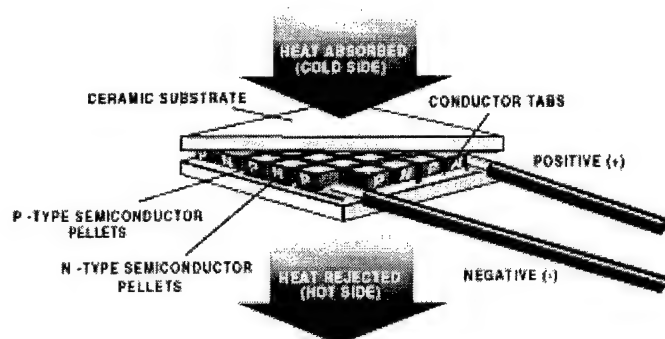 HEAT ABSORBED
(COLD SIDE)
CERAMIC SUBSTRATE
CONDUCTOR TABS
POSITIVE (+)
P -TYPE SEMICONDUCTOR
PELLETS
N -TYPE SEMICONDUCTOR
PELLETS
NEGATIVE (-)
HEAT REJECTED
(HOT SIDE)